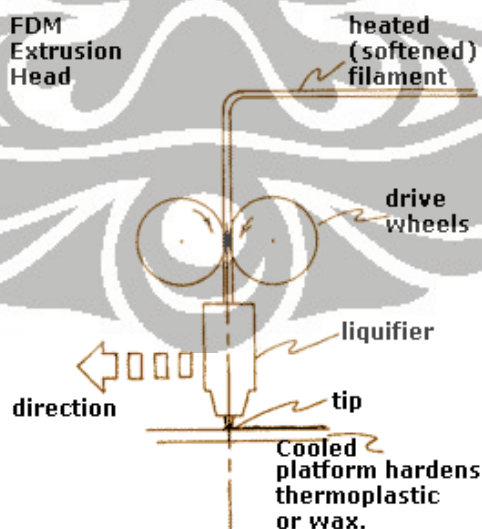 FDM
Extrusion
Head
heated
(softened)
filament
drive
wheels
liquifier
direction
tip
Cooled
platform hardens
thermoplastic
or wax.